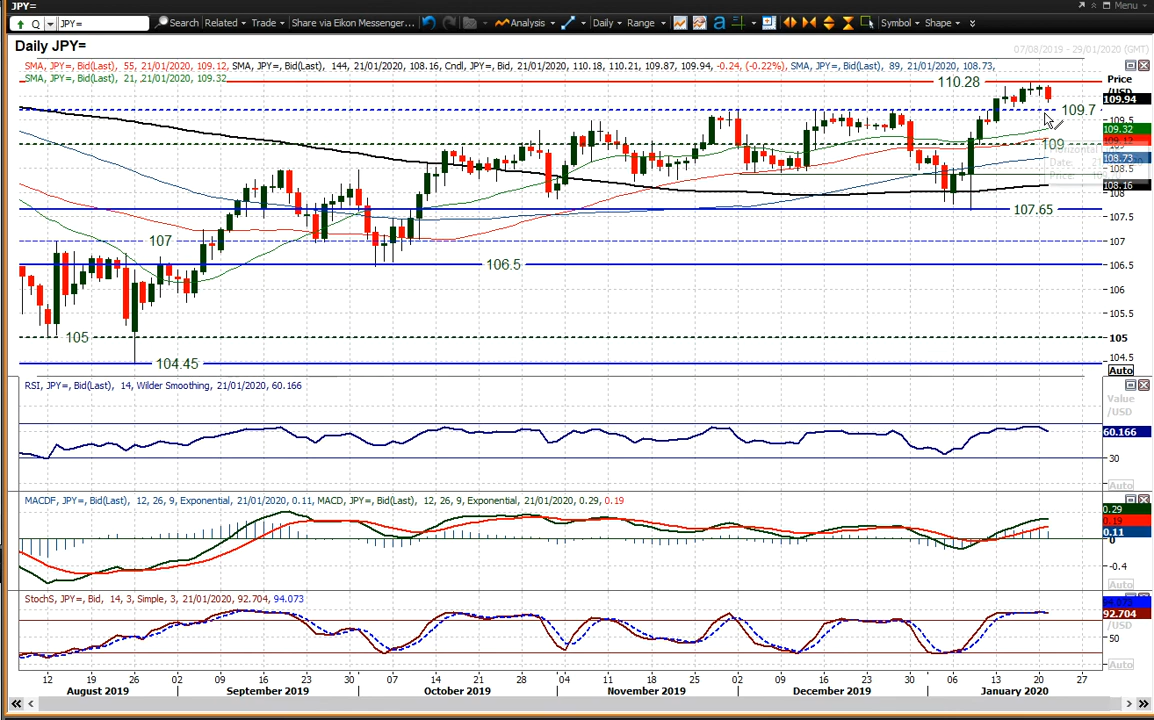 JPY=
Menu
Q JPY= Search Related Trade Share via Eikon Messenger... Analysis Daily Range Symbol Shape
Daily JPY=
07/08/2019 - 29/01/2020 (GMT)
SMA, JPY=, Bid(Last), 55, 21/01/2020, 109.12, SMA, JPY=, Bid(Last), 144, 21/01/2020, 108.16, Cndl, JPY=, Bid, 21/01/2020, 110.18, 110.21, 109.87, 109.94, -0.24, (-0.22%), SMA, JPY=, Bid(Last), 89, 21/01/2020, 108.73,
SMA, JPY=, Bid(Last), 21, 21/01/2020, 109.32
Price
/USD
110.28
109.94
109.7
109.5
109.32
109.12
109
108.73
108.5
108.16
108
107.65
107.5
107
107
106.5
106.5
106
105.5
105
105
104.5
104.45
Auto
RSI, JPY=, Bid(Last), 14, Wilder Smoothing, 21/01/2020, 60.166
Value
/USD
60.166
30
Auto
MACDF, JPY=, Bid(Last), 12, 26, 9, Exponential, 21/01/2020, 0.11, MACD, JPY=, Bid(Last), 12, 26, 9, Exponential, 21/01/2020, 0.29, 0.19
0.29
0.19
0.11
0
-0.4
Auto
StochS, JPY=, Bid, 14, 3, Simple, 3, 21/01/2020, 92.704, 94.073
94.073
92.704
/USD
50
Auto
12 19 26 02 09 16 23 30 07 14 21 28 04 11 18 25 02 09 16 23 30 06 13 20 27
August 2019 September 2019 October 2019 November 2019 December 2019 January 2020